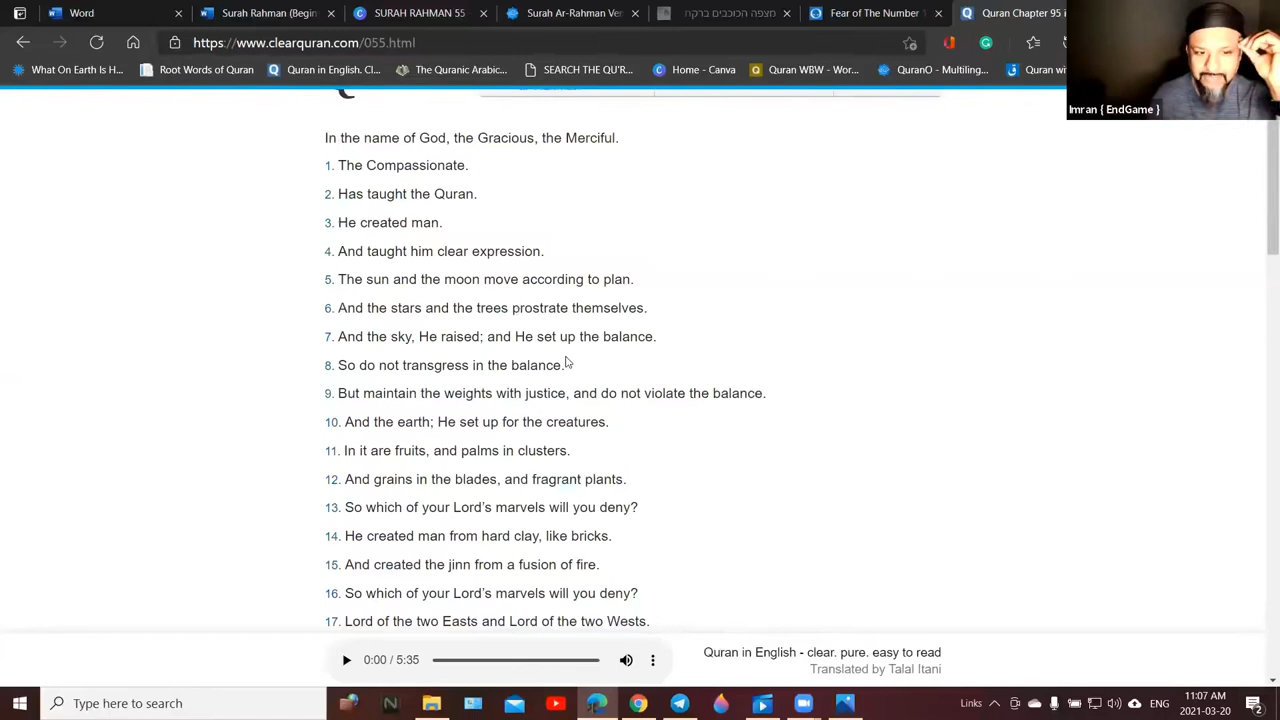 Word
Surah Rahman (Begin
SURAH RAHMAN 55
Surah Ar-Rahman Ver
מצפה הכוכבים ברקת
Fear Of The Number
Quran Chapter 95 i
https://www.clearquran.com/055.html
What On Earth Is H...
Root Words of Quran
Quran in English. Cl...
The Quranic Arabic...
SEARCH THE QU'R...
Home - Canva
Quran WBW - Wor...
QuranO - Multiling...
Quran wi
Imran { EndGame }
In the name of God, the Gracious, the Merciful.
1. The Compassionate.
2. Has taught the Quran.
3. He created man.
4. And taught him clear expression.
5. The sun and the moon move according to plan.
6. And the stars and the trees prostrate themselves.
7. And the sky, He raised; and He set up the balance.
8. So do not transgress in the balance.
9. But maintain the weights with justice, and do not violate the balance.
10. And the earth; He set up for the creatures.
11. In it are fruits, and palms in clusters.
12. And grains in the blades, and fragrant plants.
13. So which of your Lord's marvels will you deny?
14. He created man from hard clay, like bricks.
15. And created the jinn from a fusion of fire.
16. So which of your Lord's marvels will you deny?
17. Lord of the two Easts and Lord of the two Wests.
0:00 / 5:35
Quran in English - clear. pure. easy to read
Translated by Talal Itani
Type here to search
Links
ENG
11:07 AM
2021-03-20
2